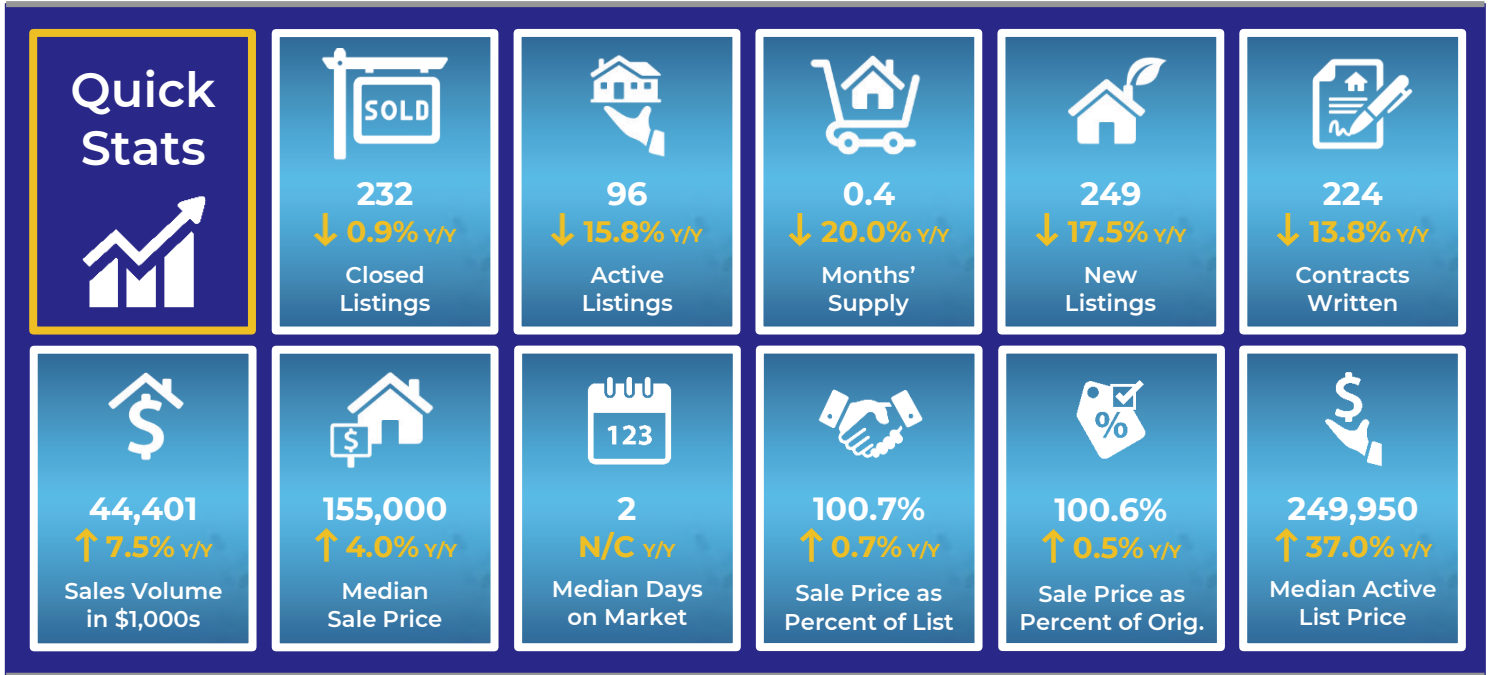 Quick
Stats
SOLD
232
↓ 0.9% Y/Y
Closed
Listings
96
↓ 15.8% Y/Y
Active
Listings
0.4
↓ 20.0% Y/Y
Months’
Supply
249
↓ 17.5% Y/Y
New
Listings
224
↓ 13.8% Y/Y
Contracts
Written
$
44,401
↑ 7.5% Y/Y
Sales Volume
in $1,000s
$
155,000
↑ 4.0% Y/Y
Median
Sale Price
123
2
N/C Y/Y
Median Days
on Market
100.7%
↑ 0.7% Y/Y
Sale Price as
Percent of List
%
100.6%
↑ 0.5% Y/Y
Sale Price as
Percent of Orig.
$
249,950
↑ 37.0% Y/Y
Median Active
List Price